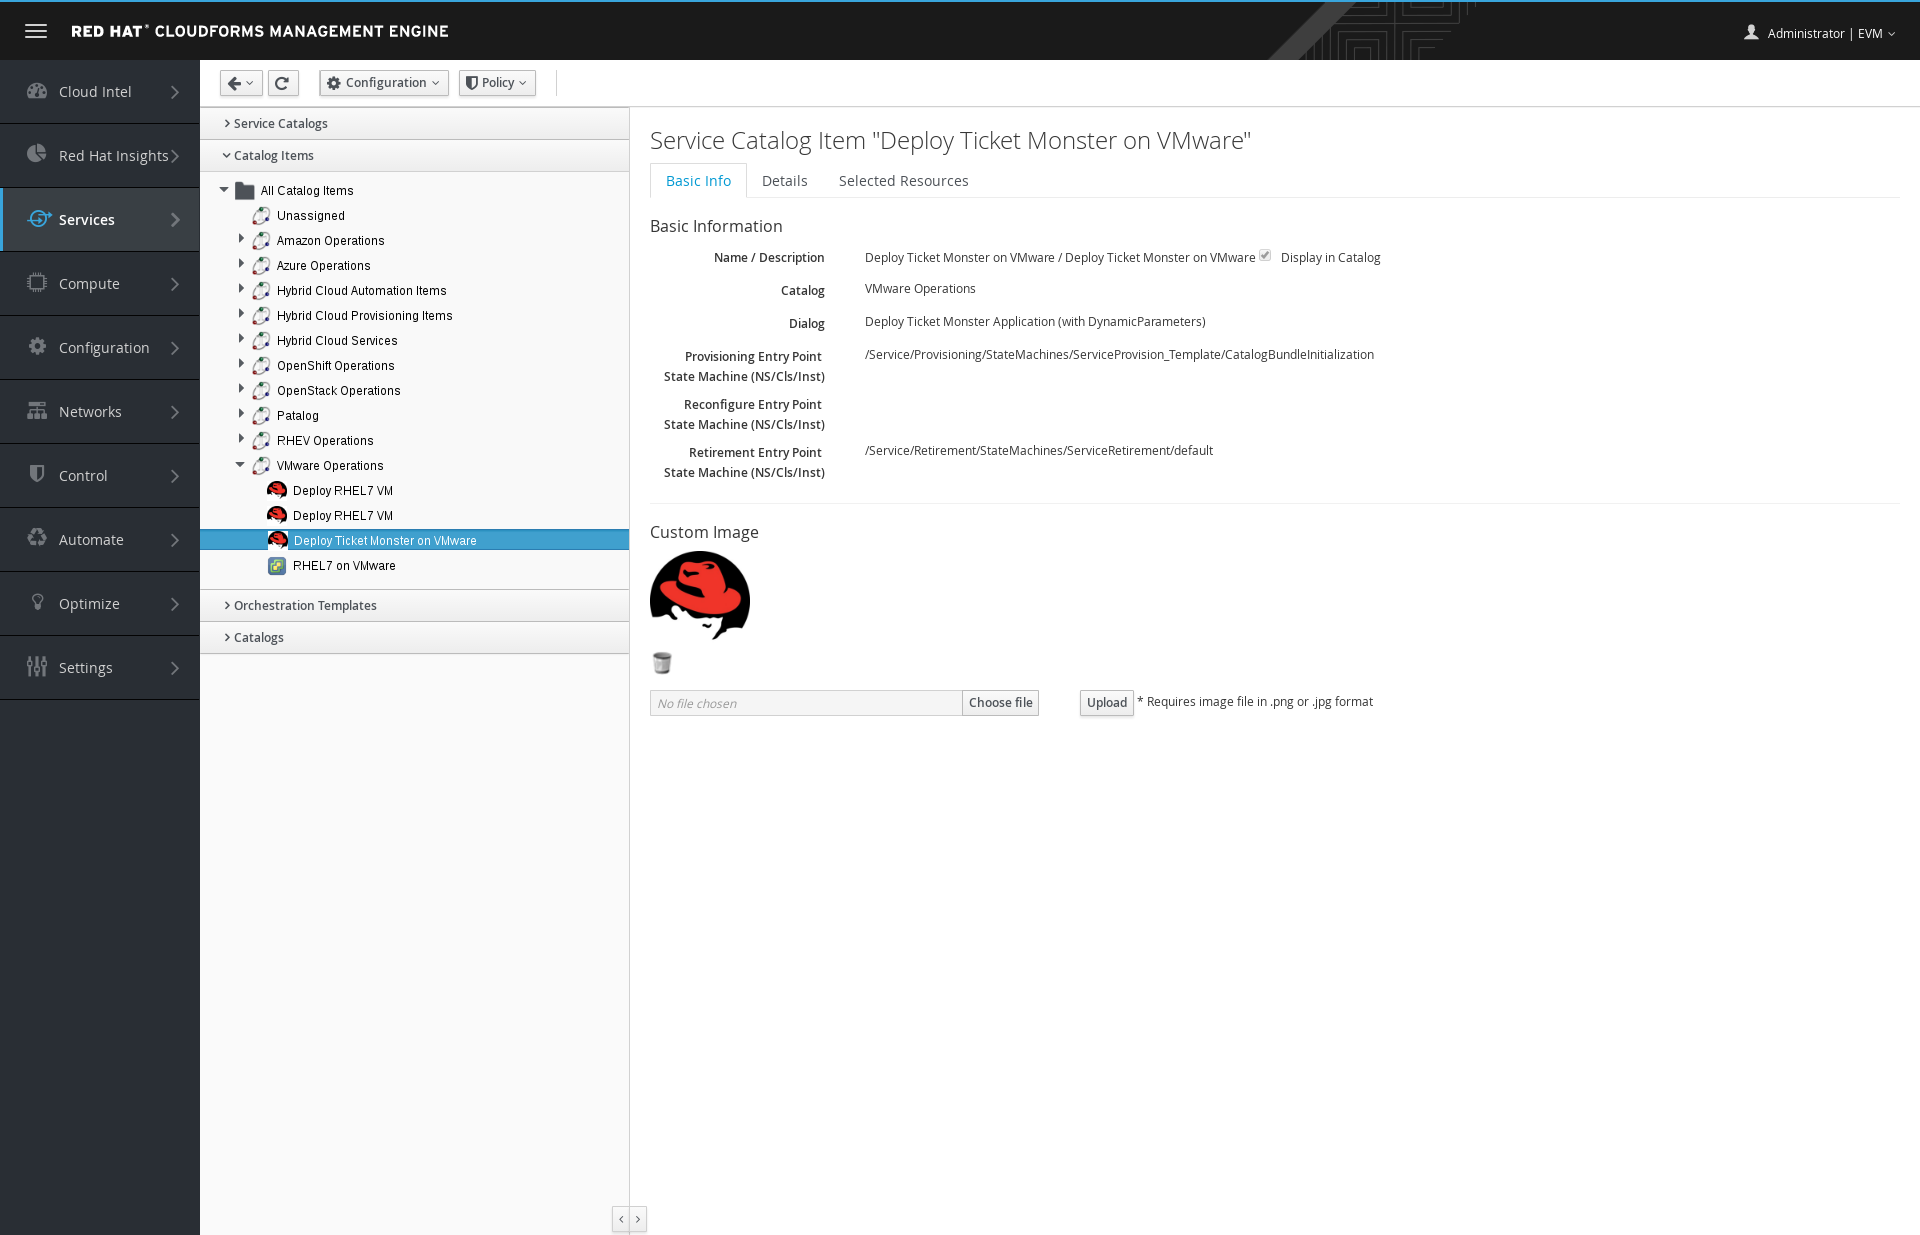 RED HAT® CLOUDFORMS MANAGEMENT ENGINE
Administrator | EVM
Cloud Intel
Red Hat Insights
Services
Compute
Configuration
Networks
Control
Automate
Optimize
Settings
Configuration
Policy
Service Catalogs
Catalog Items
All Catalog Items
Unassigned
Amazon Operations
Azure Operations
Hybrid Cloud Automation Items
Hybrid Cloud Provisioning Items
Hybrid Cloud Services
OpenShift Operations
OpenStack Operations
Patalog
RHEV Operations
VMware Operations
Deploy RHEL7 VM
Deploy RHEL7 VM
Deploy Ticket Monster on VMware
RHEL7 on VMware
Orchestration Templates
Catalogs
Service Catalog Item "Deploy Ticket Monster on VMware"
Basic Info Details Selected Resources
Basic Information
Name / Description Deploy Ticket Monster on VMware / Deploy Ticket Monster on VMware Display in Catalog
Catalog VMware Operations
Dialog Deploy Ticket Monster Application (with DynamicParameters)
Provisioning Entry Point /Service/Provisioning/StateMachines/ServiceProvision_Template/CatalogBundleInitialization
State Machine (NS/Cls/Inst)
Reconfigure Entry Point
State Machine (NS/Cls/Inst)
Retirement Entry Point /Service/Retirement/StateMachines/ServiceRetirement/default
State Machine (NS/Cls/Inst)
Custom Image
No file chosen Choose file Upload * Requires image file in .png or .jpg format